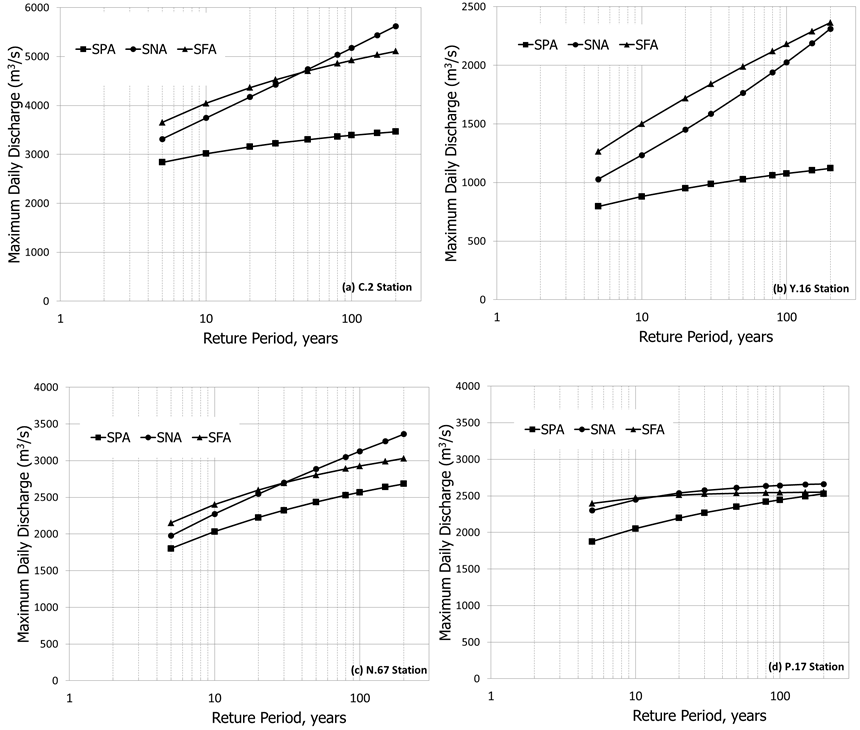 6000
5000
4000
3000
2000
1000
0
Maximum Daily Discharge (m³/s)
SPA SNA SFA
(a) C.2 Station
1 10 100
Reture Period, years
2500
2000
1500
1000
500
0
Maximum Daily Discharge (m³/s)
SPA SNA SFA
(b) Y.16 Station
1 10 100
Reture Period, years
4000
3500
3000
2500
2000
1500
1000
500
0
Maximum Daily Discharge (m³/s)
SPA SNA SFA
(c) N.67 Station
1 10 100
Reture Period, years
4000
3500
3000
2500
2000
1500
1000
500
0
Maximum Daily Discharge (m³/s)
SPA SNA SFA
(d) P.17 Station
1 10 100
Reture Period, years